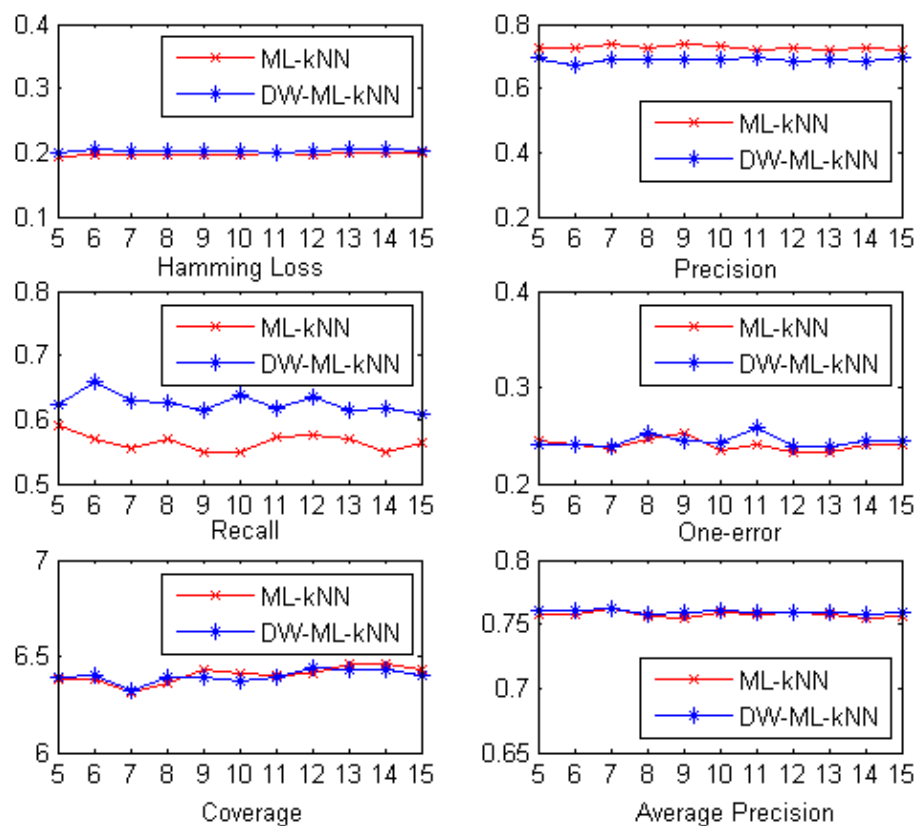 0.4
0.3
0.2
0.1
ML-kNN
DW-ML-kNN
5 6 7 8 9 10 11 12 13 14 15
Hamming Loss
0.8
0.6
0.4
0.2
ML-kNN
DW-ML-kNN
5 6 7 8 9 10 11 12 13 14 15
Precision
0.8
0.7
0.6
0.5
ML-kNN
DW-ML-kNN
5 6 7 8 9 10 11 12 13 14 15
Recall
0.4
0.3
0.2
ML-kNN
DW-ML-kNN
5 6 7 8 9 10 11 12 13 14 15
One-error
7
6.5
6
ML-kNN
DW-ML-kNN
5 6 7 8 9 10 11 12 13 14 15
Coverage
0.8
0.75
0.7
0.65
ML-kNN
DW-ML-kNN
5 6 7 8 9 10 11 12 13 14 15
Average Precision